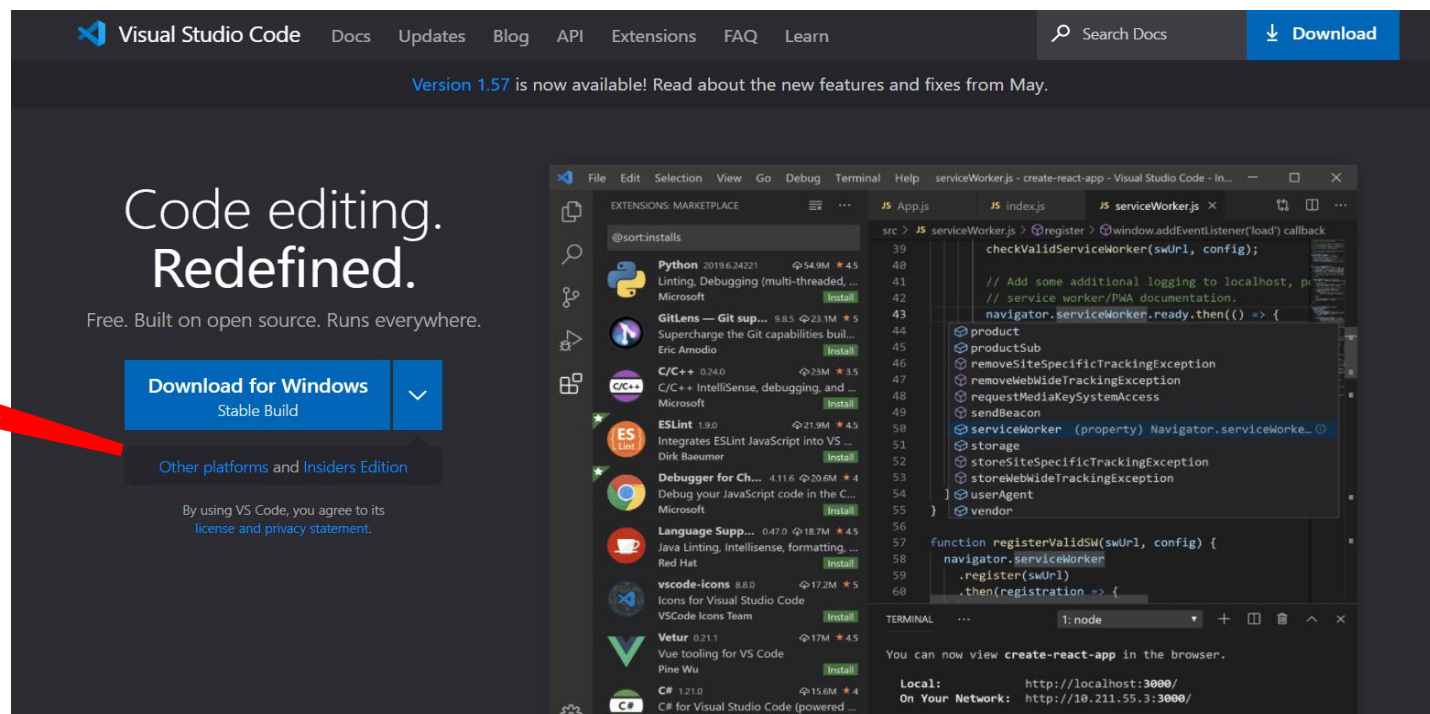 Visual Studio Code Docs Updates Blog API Extensions FAQ Learn Search Docs Download
Version 1.57 is now available! Read about the new features and fixes from May.
Code editing.
Redefined.
Free. Built on open source. Runs everywhere.
Download for Windows
Stable Build
Other platforms and Insiders Edition
By using VS Code, you agree to its
license and privacy statement.
File Edit Selection View Go Debug Terminal Help serviceWorker.js - create-react-app - Visual Studio Code - In...
EXTENSIONS: MARKETPLACE
@sort:installs
Python 2019.6.24221 54.9M ★ 4.5
Linting, Debugging (multi-threaded, ...
Microsoft Install
GitLens — Git sup... 9.8.5 23.1M ★ 5
Supercharge the Git capabilities buil...
Eric Amodio Install
C/C++
C/C++ 0.24.0 23M ★ 3.5
C/C++ IntelliSense, debugging, and ...
Microsoft Install
ES
Lint
ESLint 1.9.0 21.9M ★ 4.5
Integrates ESLint JavaScript into VS ...
Dirk Baeumer Install
Debugger for Ch... 4.11.6 20.6M ★ 4
Debug your JavaScript code in the C...
Microsoft Install
Language Supp... 0.47.0 18.7M ★ 4.5
Java Linting, Intellisense, formatting, ...
Red Hat Install
vscode-icons 8.8.0 17.2M ★ 5
Icons for Visual Studio Code
VSCode Icons Team Install
Vetur 0.21.1 17M ★ 4.5
Vue tooling for VS Code
Pine Wu Install
C#
C# 1.21.0 15.6M ★ 4
C# for Visual Studio Code (powered ...
JS App.js JS index.js JS serviceWorker.js ×
src > JS serviceWorker.js > register > window.addEventListener('load') callback
39 checkValidServiceWorker(swUrl, config);
40
41 // Add some additional logging to localhost, p
42 // service worker/PWA documentation.
43 navigator.serviceWorker.ready.then(() => {
44 product
45 productSub
46 removeSiteSpecificTrackingException
47 removeWebWideTrackingException
48 requestMediaKeySystemAccess
49 sendBeacon
50 serviceWorker (property) Navigator.serviceWorke...
51 storage
52 storeSiteSpecificTrackingException
53 storeWebWideTrackingException
54 ] userAgent
55 } vendor
56
57 function registerValidSW(swUrl, config) {
58 navigator.serviceWorker
59 .register(swUrl)
60 .then(registration => {
TERMINAL ... 1: node
You can now view create-react-app in the browser.
Local: http://localhost:3000/
On Your Network: http://10.211.55.3:3000/